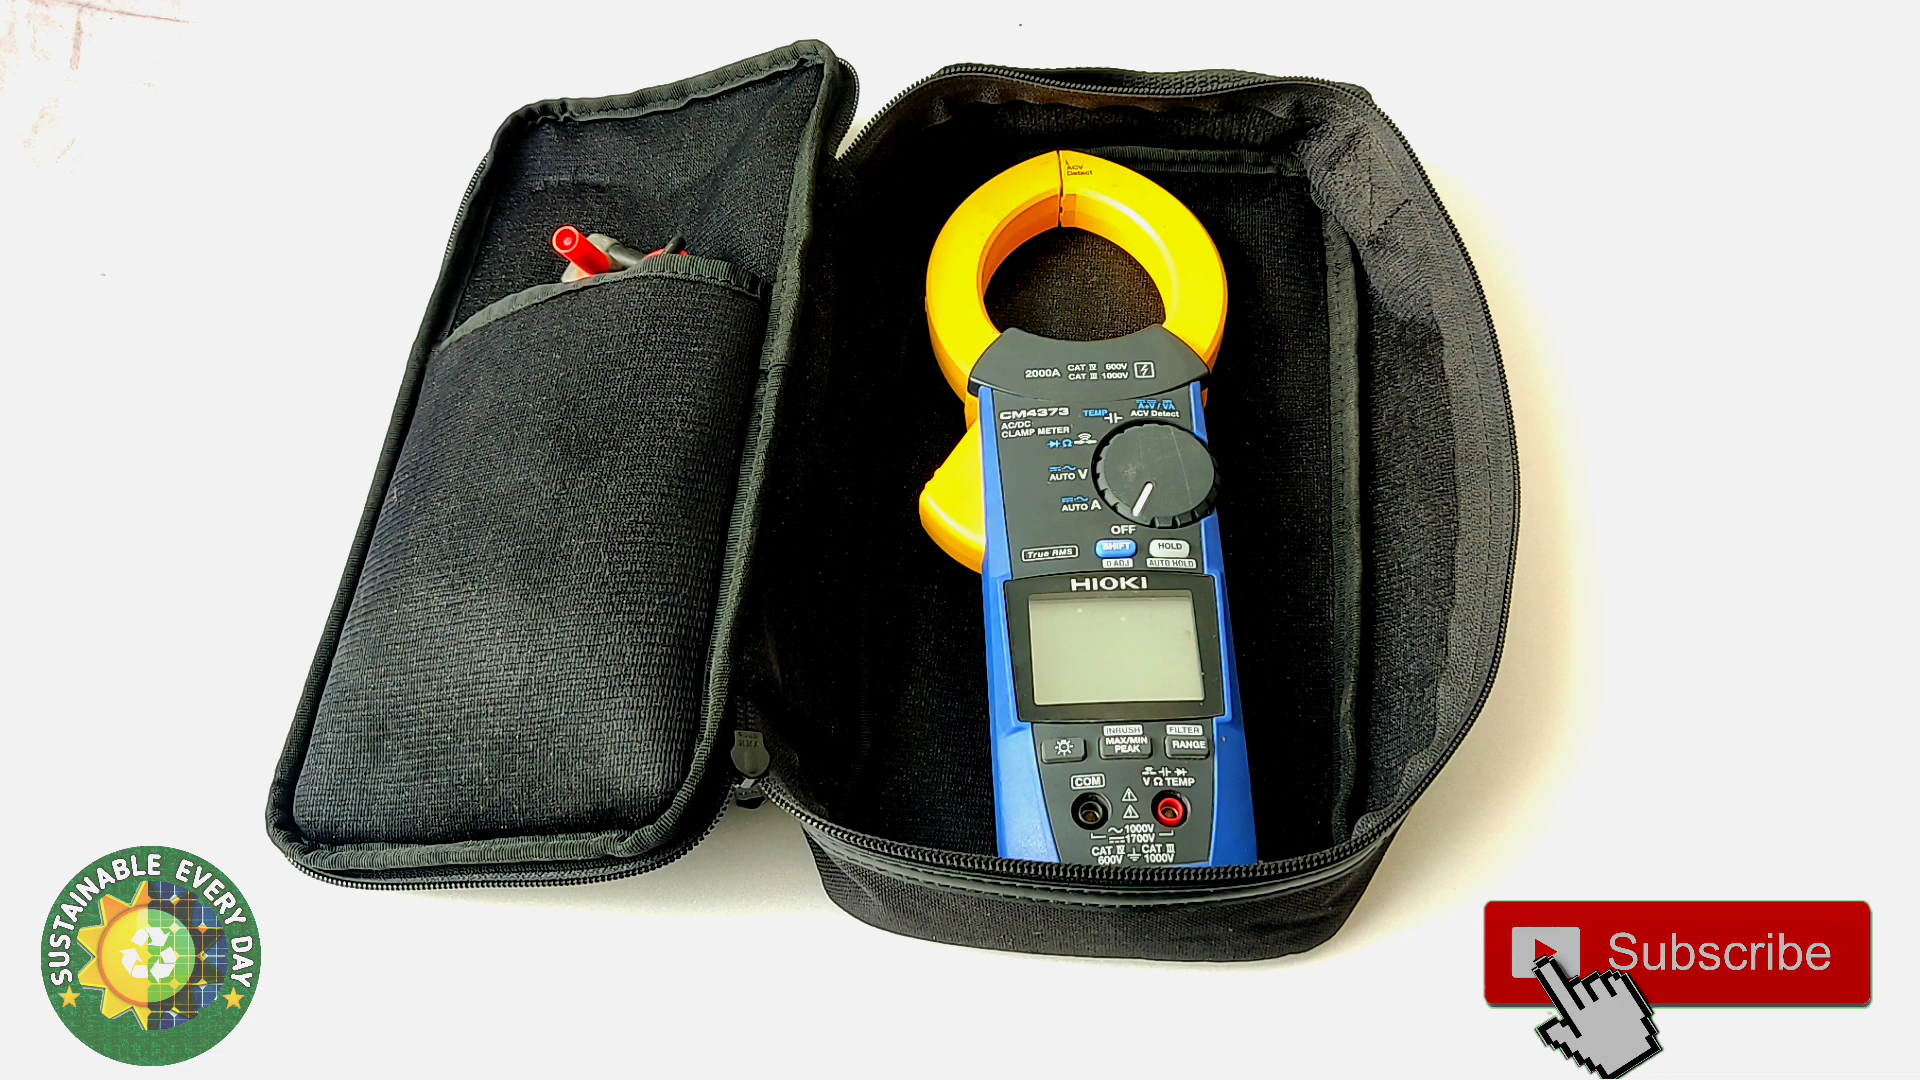 ACV
Detect
2000A
CAT IV 600V
CAT III 1000V
CM4373
AC/DC
CLAMP METER
TEMP
A+V / VA
ACV Detect
Ω
AUTO V
AUTO A
OFF
True RMS
SHIFT
HOLD
0 ADJ
AUTO HOLD
HIOKI
INRUSH
MAX/MIN
PEAK
FILTER
RANGE
COM
V Ω TEMP
1000V
1700V
CAT IV
600V
CAT III
1000V
SUSTAINABLE EVERY DAY
Subscribe